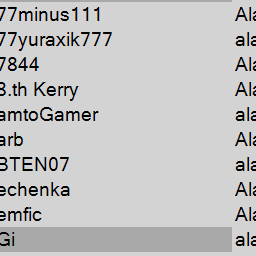 77minus111 Ala
77yuraxik777 ala
7844 Ala
8.th Kerry Ala
amtoGamer ala
arb Ala
BTEN07 ala
echenka Ala
emfic Ala
Gi ala